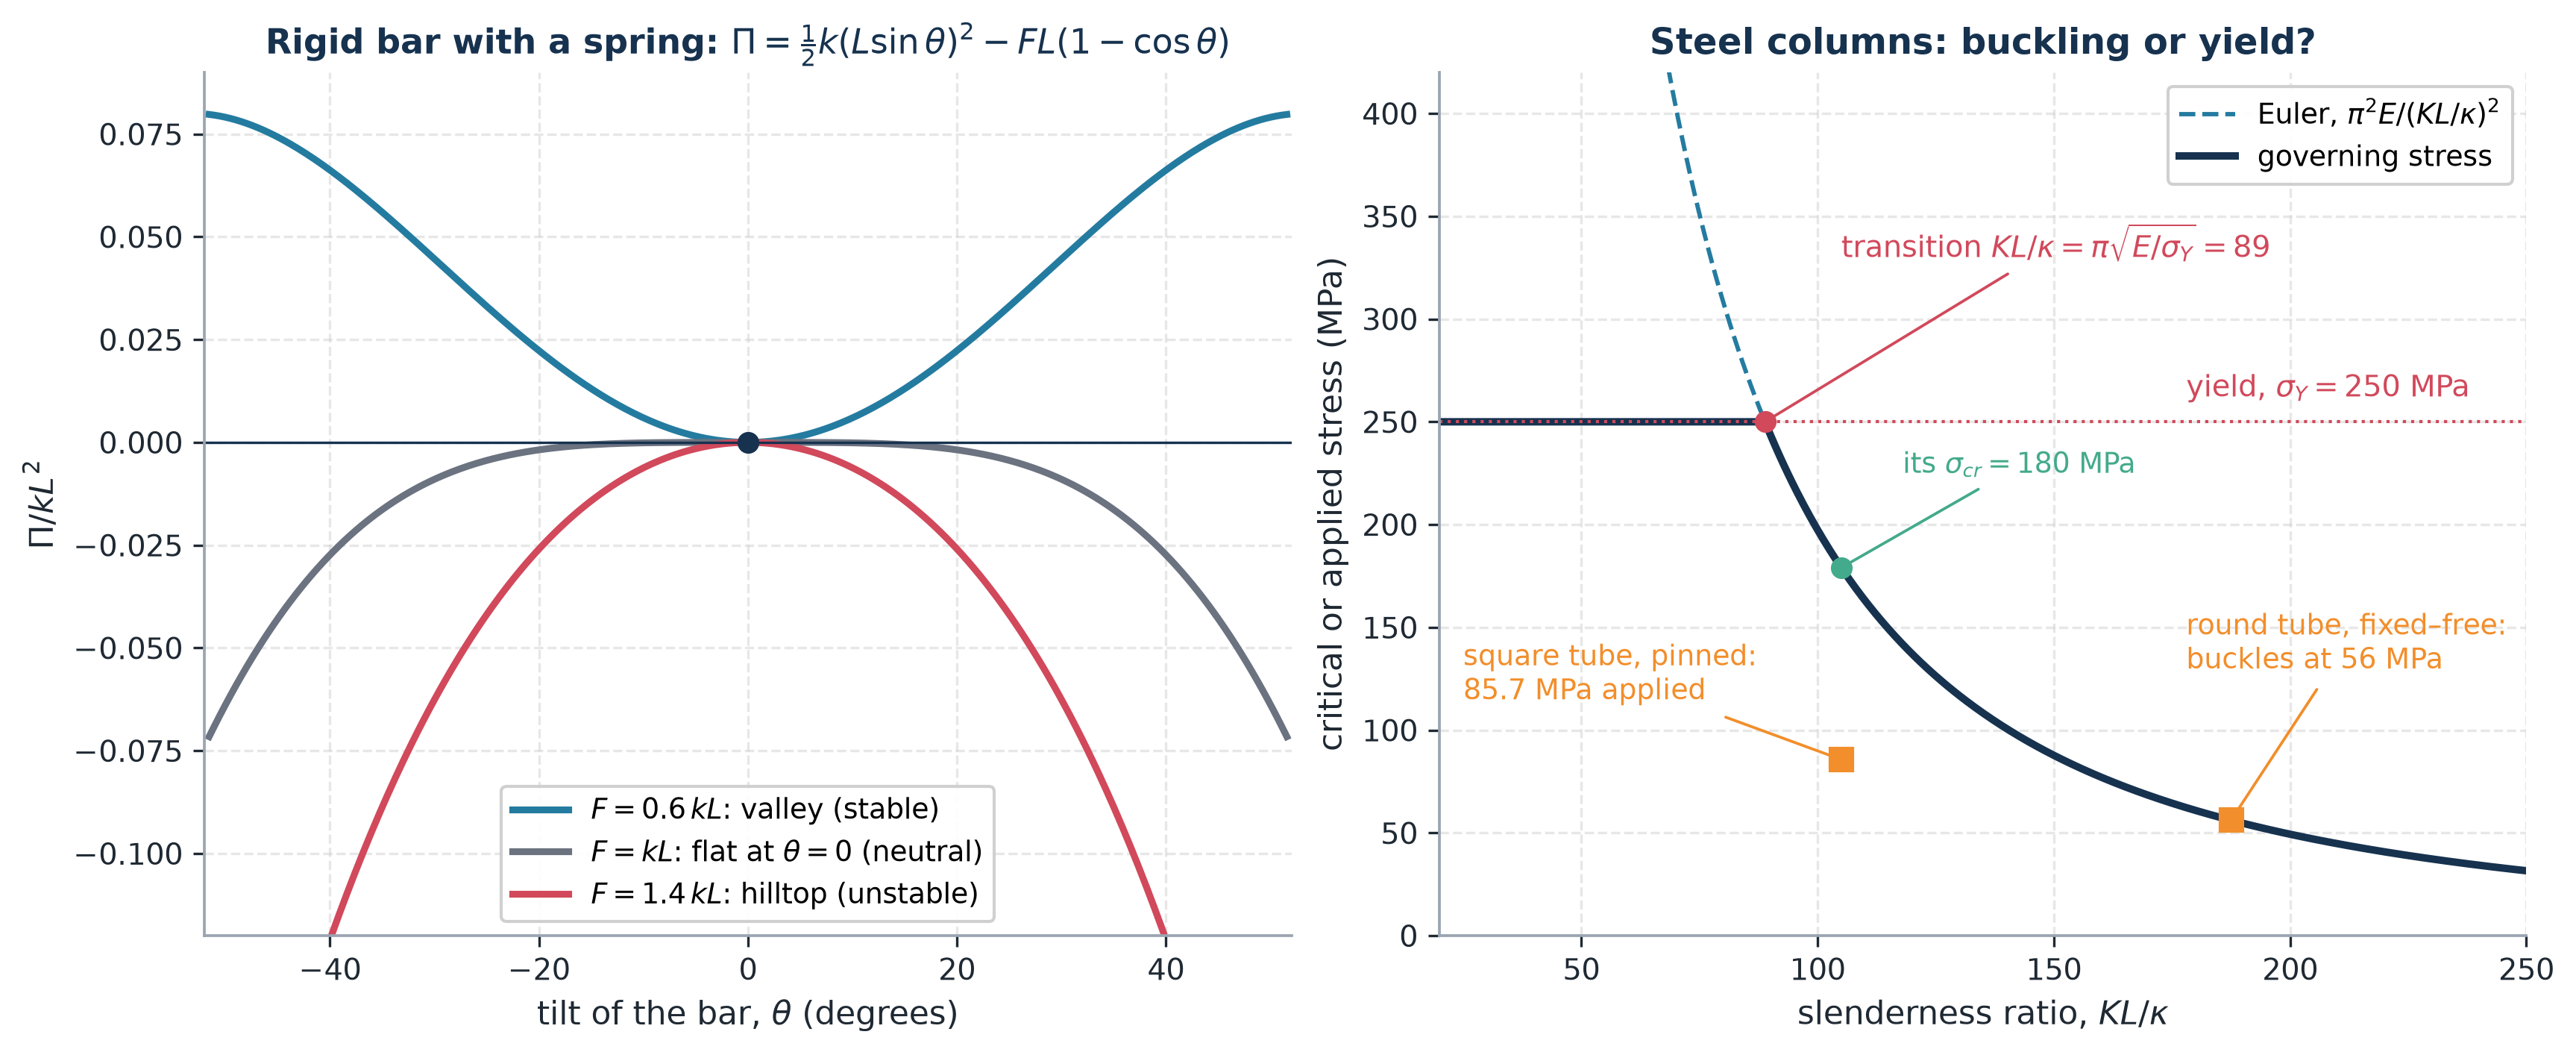 Rigid bar with a spring: Π = ½k(L sin θ)² − FL(1 − cos θ)
0.075
0.050
0.025
0.000
−0.025
−0.050
−0.075
−0.100
Π/kL²
F = 0.6 kL: valley (stable)
F = kL: flat at θ = 0 (neutral)
F = 1.4 kL: hilltop (unstable)
−40
−20
0
20
40
tilt of the bar, θ (degrees)
Steel columns: buckling or yield?
400
350
300
250
200
150
100
50
0
critical or applied stress (MPa)
Euler, π²E/(KL/κ)²
governing stress
transition KL/κ = π√E/σ_Y = 89
yield, σ_Y = 250 MPa
its σ_cr = 180 MPa
round tube, fixed–free:
buckles at 56 MPa
square tube, pinned:
85.7 MPa applied
50
100
150
200
250
slenderness ratio, KL/κ